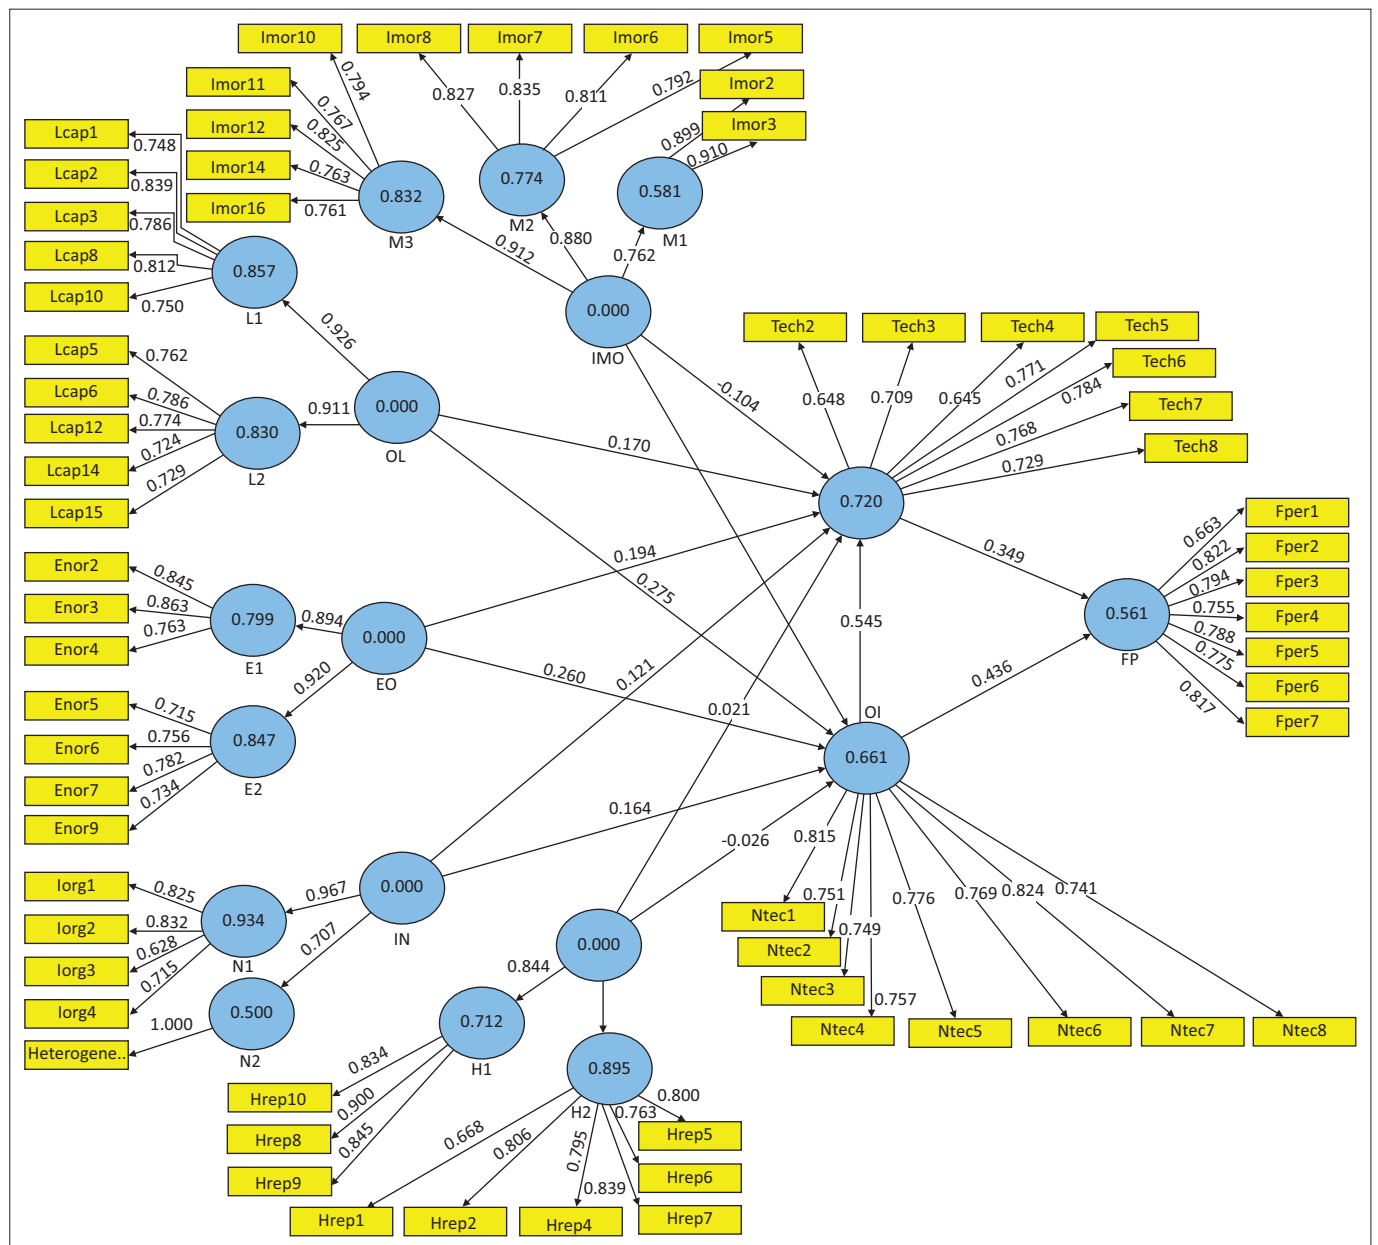 Imor10
Imor8
Imor7
Imor6
Imor5
Imor11
Imor2
Imor12
Imor3
Imor14
Imor16
0.794
0.767
0.825
0.763
0.761
0.827
0.835
0.811
0.792
0.899
0.910
0.832
M3
0.774
M2
0.581
M1
0.912
0.880
0.762
0.000
IMO
Lcap1
0.748
Lcap2
0.839
Lcap3
0.786
Lcap8
0.812
Lcap10
0.750
0.857
L1
0.926
Lcap5
0.762
Lcap6
0.786
Lcap12
0.774
Lcap14
0.724
Lcap15
0.729
0.830
L2
0.911
0.000
OL
Tech2
Tech3
Tech4
Tech5
Tech6
Tech7
Tech8
0.648
0.709
0.645
0.771
0.784
0.768
0.729
-0.104
0.170
0.720
0.194
0.275
0.349
0.545
0.121
0.021
0.260
0.436
Enor2
0.845
Enor3
0.863
Enor4
0.763
0.799
E1
0.894
0.000
EO
0.920
Enor5
0.715
Enor6
0.756
Enor7
0.782
Enor9
0.734
0.847
E2
Fper1
Fper2
Fper3
Fper4
Fper5
Fper6
Fper7
0.663
0.822
0.794
0.755
0.788
0.775
0.817
0.561
FP
OI
0.661
0.164
-0.026
Iorg1
0.825
Iorg2
0.832
Iorg3
0.628
Iorg4
0.715
0.934
N1
0.967
0.000
IN
0.707
0.500
N2
1.000
Heterogene..
0.815
0.751
0.749
0.757
0.776
0.769
0.824
0.741
Ntec1
Ntec2
Ntec3
Ntec4
Ntec5
Ntec6
Ntec7
Ntec8
0.000
0.844
0.712
H1
0.895
H2
0.834
0.900
0.845
Hrep10
Hrep8
Hrep9
0.668
0.806
0.795
0.839
0.763
0.800
Hrep5
Hrep6
Hrep7
Hrep1
Hrep2
Hrep4